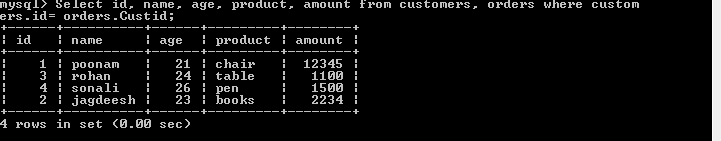 mysql> Select id, name, age, product, amount from customers, orders where custom
ers.id= orders.Custid;
+------+----------+------+---------+--------+
| id   | name     | age  | product | amount |
+------+----------+------+---------+--------+
|    1 | poonam   |   21 | chair   |  12345 |
|    3 | rohan    |   24 | table   |   1100 |
|    4 | sonali   |   26 | pen     |   1500 |
|    2 | jagdeesh |   23 | books   |   2234 |
+------+----------+------+---------+--------+
4 rows in set (0.00 sec)